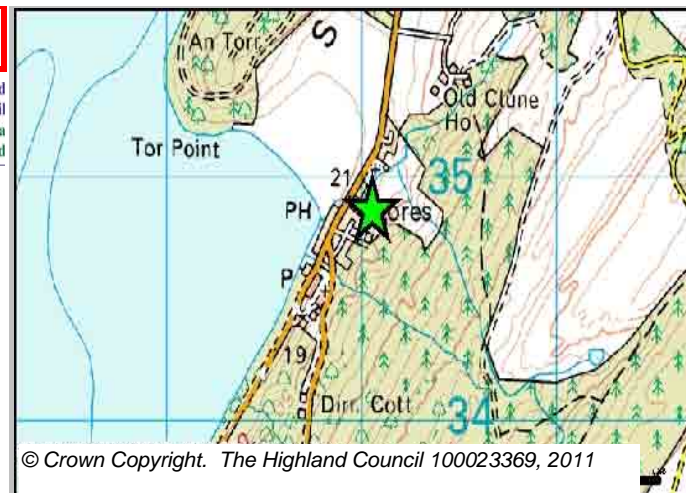 An Torr
S
Old Clune
Ho
Tor Point
21
35
PH
ores
P
19
Dirr. Cott
34
© Crown Copyright. The Highland Council 100023369, 2011